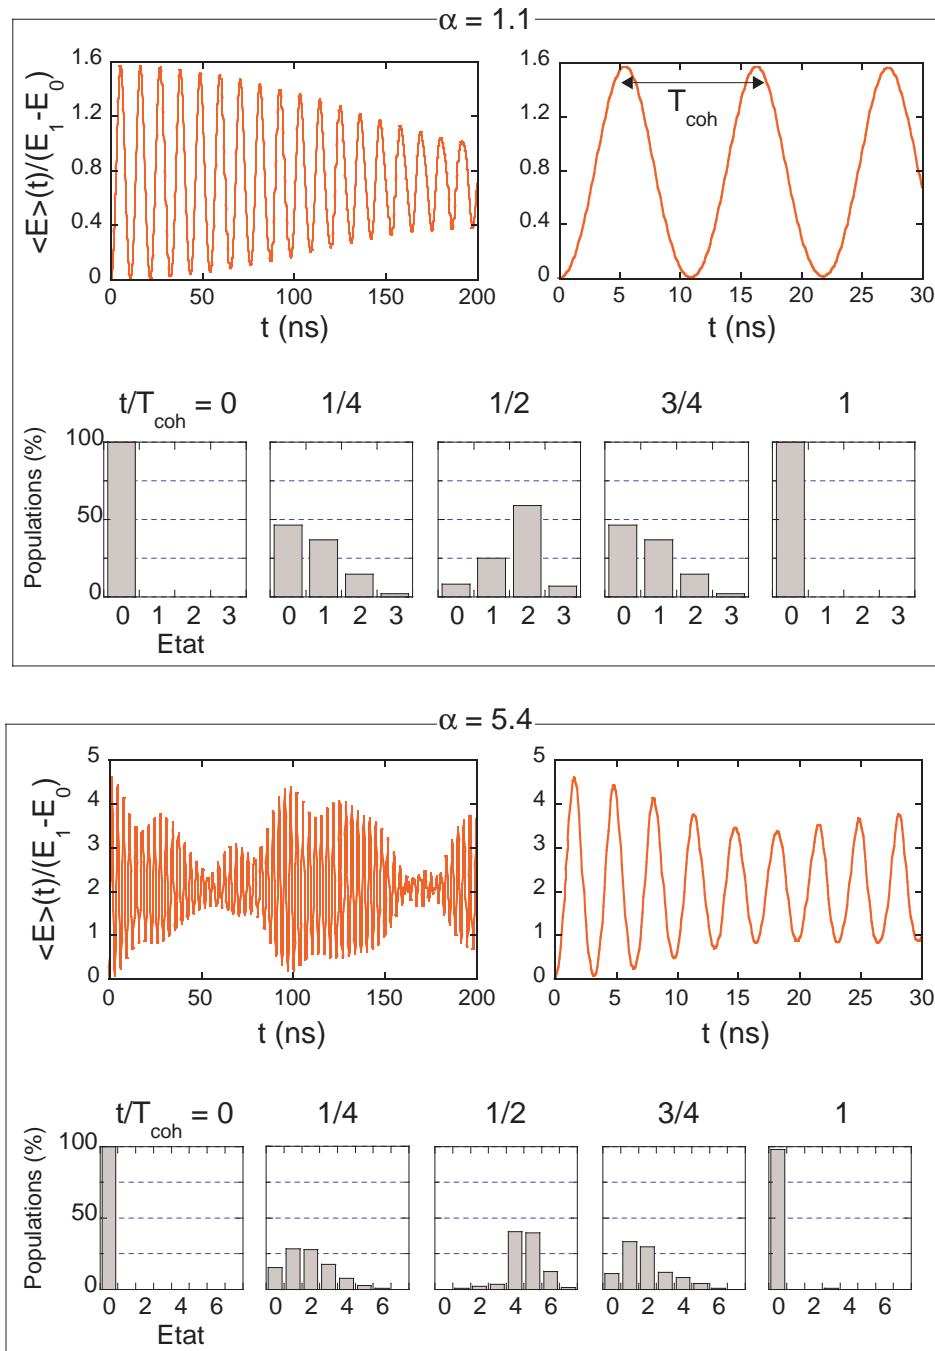 α = 1.1
<E>(t)/(E1-E0)
1.6
1.2
0.8
0.4
0
0 50 100 150 200
t (ns)
Tcoh
1.6
1.2
0.8
0.4
0
0 5 10 15 20 25 30
t (ns)
t/Tcoh = 0 1/4 1/2 3/4 1
Populations (%)
100
50
0
0 1 2 3 0 1 2 3 0 1 2 3 0 1 2 3 0 1 2 3
Etat
α = 5.4
<E>(t)/(E1-E0)
5
4
3
2
1
0
0 50 100 150 200
t (ns)
5
4
3
2
1
0
0 5 10 15 20 25 30
t (ns)
t/Tcoh = 0 1/4 1/2 3/4 1
Populations (%)
100
50
0
0 2 4 6 0 2 4 6 0 2 4 6 0 2 4 6 0 2 4 6
Etat